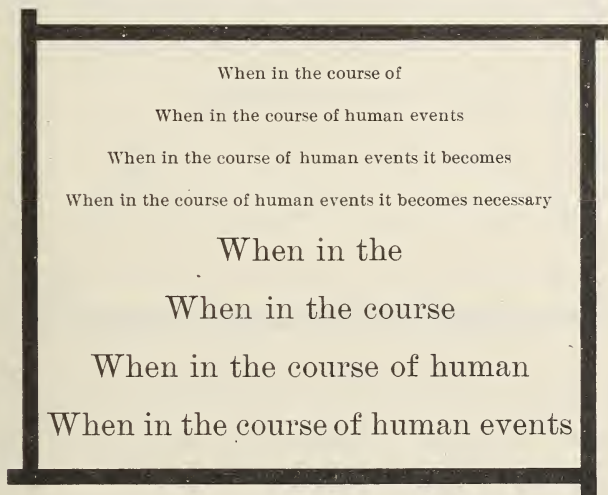 When in the course of
When in the course of human events
When in the course of human events it becomes
When in the course of human events it becomes necessary
When in the
When in the course
When in the course of human
When in the course of human events